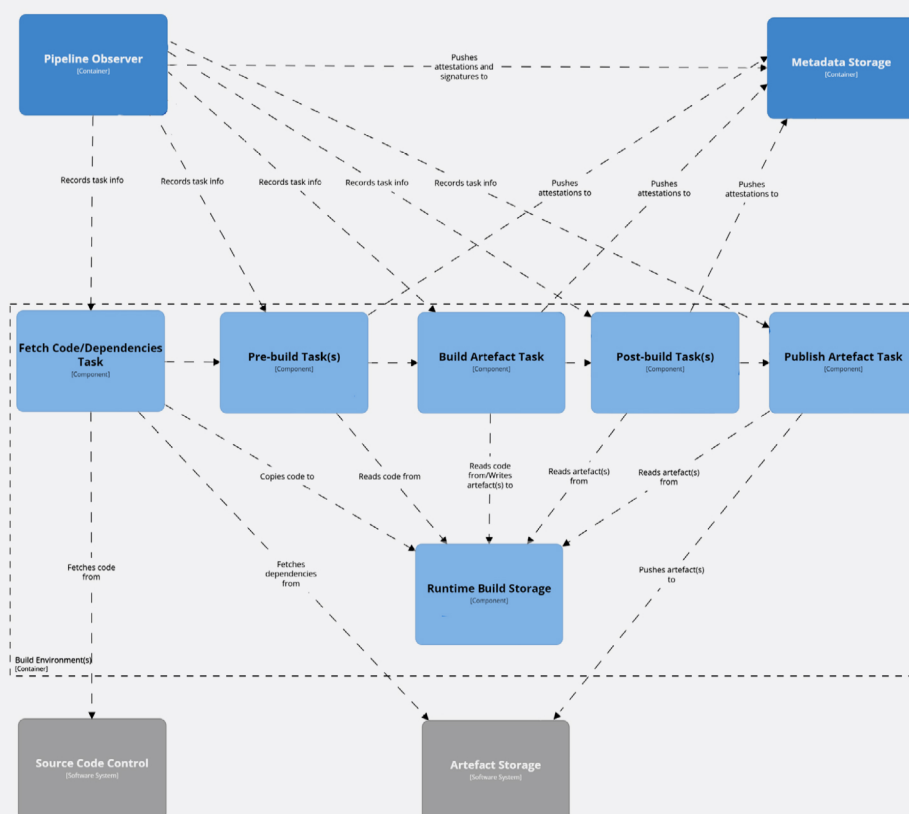 Pipeline Observer
[Container]
Pushes
attestations and
signatures to
Metadata Storage
[Container]
Records task info
Records task info
Records task info
Records task info
Records task info
Pushes
attestations to
Pushes
attestations to
Pushes
attestations to
Fetch Code/Dependencies
Task
[Component]
Pre-build Task(s)
[Component]
Build Artefact Task
[Component]
Post-build Task(s)
[Component]
Publish Artefact Task
[Component]
Copies code to
Reads code from
Reads code
from/Writes
artefact(s) to
Reads artefact(s)
from
Reads artefact(s)
from
Fetches code
from
Fetches
dependencies
from
Pushes artefact(s)
to
Runtime Build Storage
[Component]
Build Environment(s)
[Container]
Source Code Control
[Software System]
Artefact Storage
[Software System]